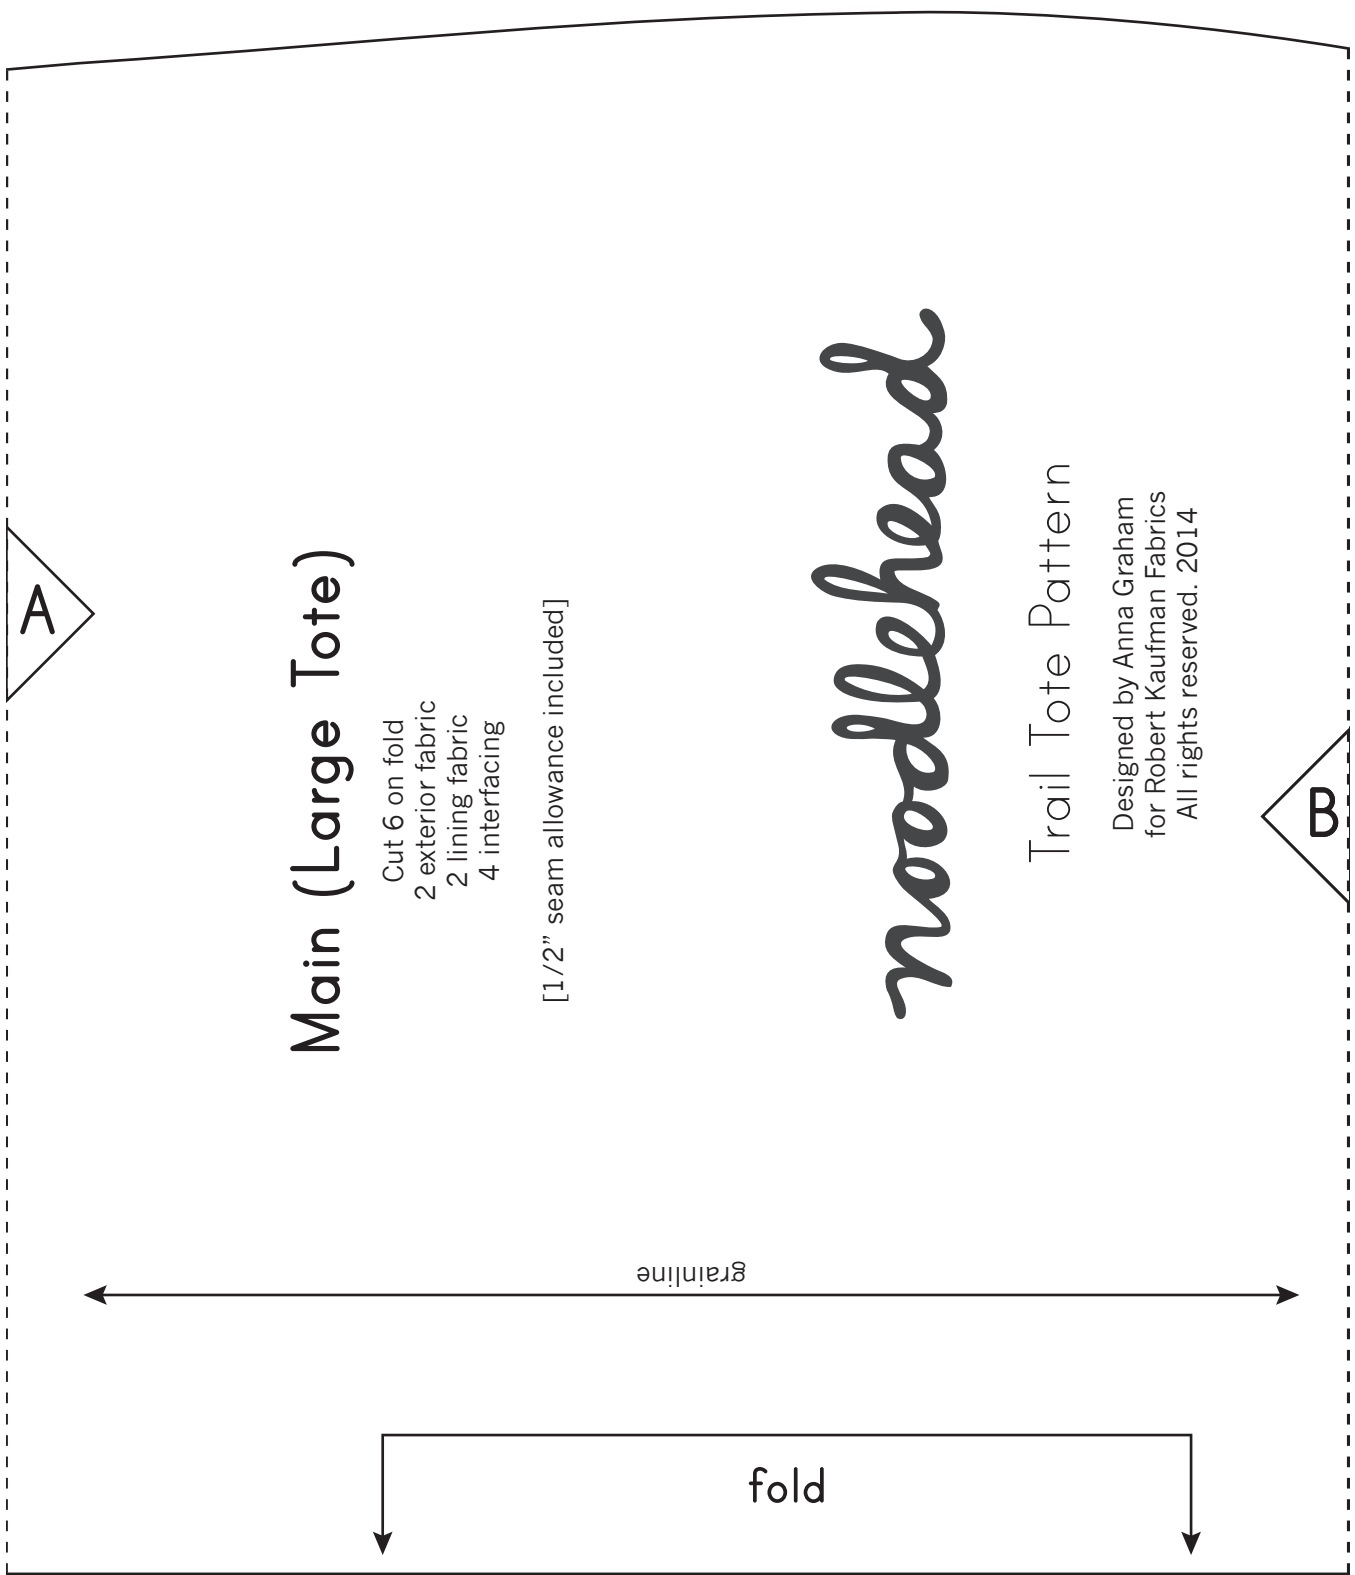 A
Main (Large Tote)
Cut 6 on fold
2 exterior fabric
2 lining fabric
4 interfacing
[1/2” seam allowance included]
noodlehead
Trail Tote Pattern
Designed by Anna Graham
for Robert Kaufman Fabrics
All rights reserved. 2014
B
grainline
fold